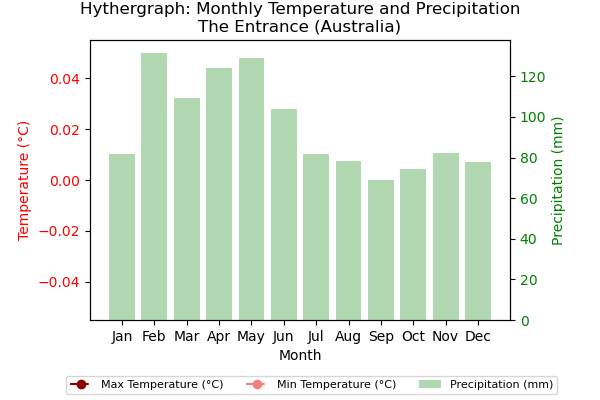 Hythergraph: Monthly Temperature and Precipitation
The Entrance (Australia)
Temperature (°C)
0.04
0.02
0.00
−0.02
−0.04
120
100
80
60
40
20
0
Precipitation (mm)
Jan Feb Mar Apr May Jun Jul Aug Sep Oct Nov Dec
Month
Max Temperature (°C) Min Temperature (°C) Precipitation (mm)